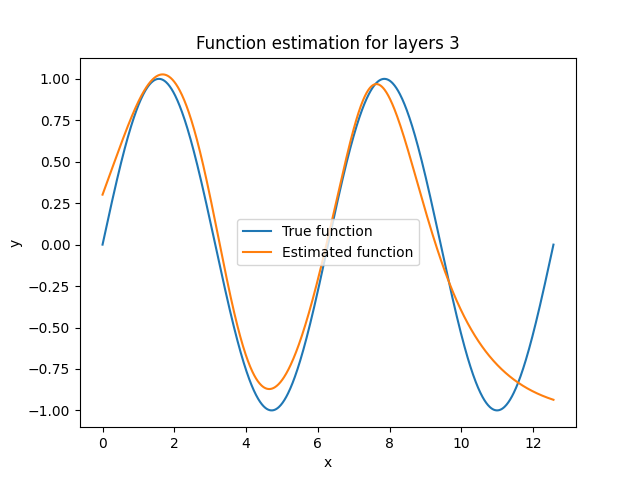 Function estimation for layers 3
1.00
0.75
0.50
0.25
0.00
−0.25
−0.50
−0.75
−1.00
y
True function
Estimated function
0 2 4 6 8 10 12
x